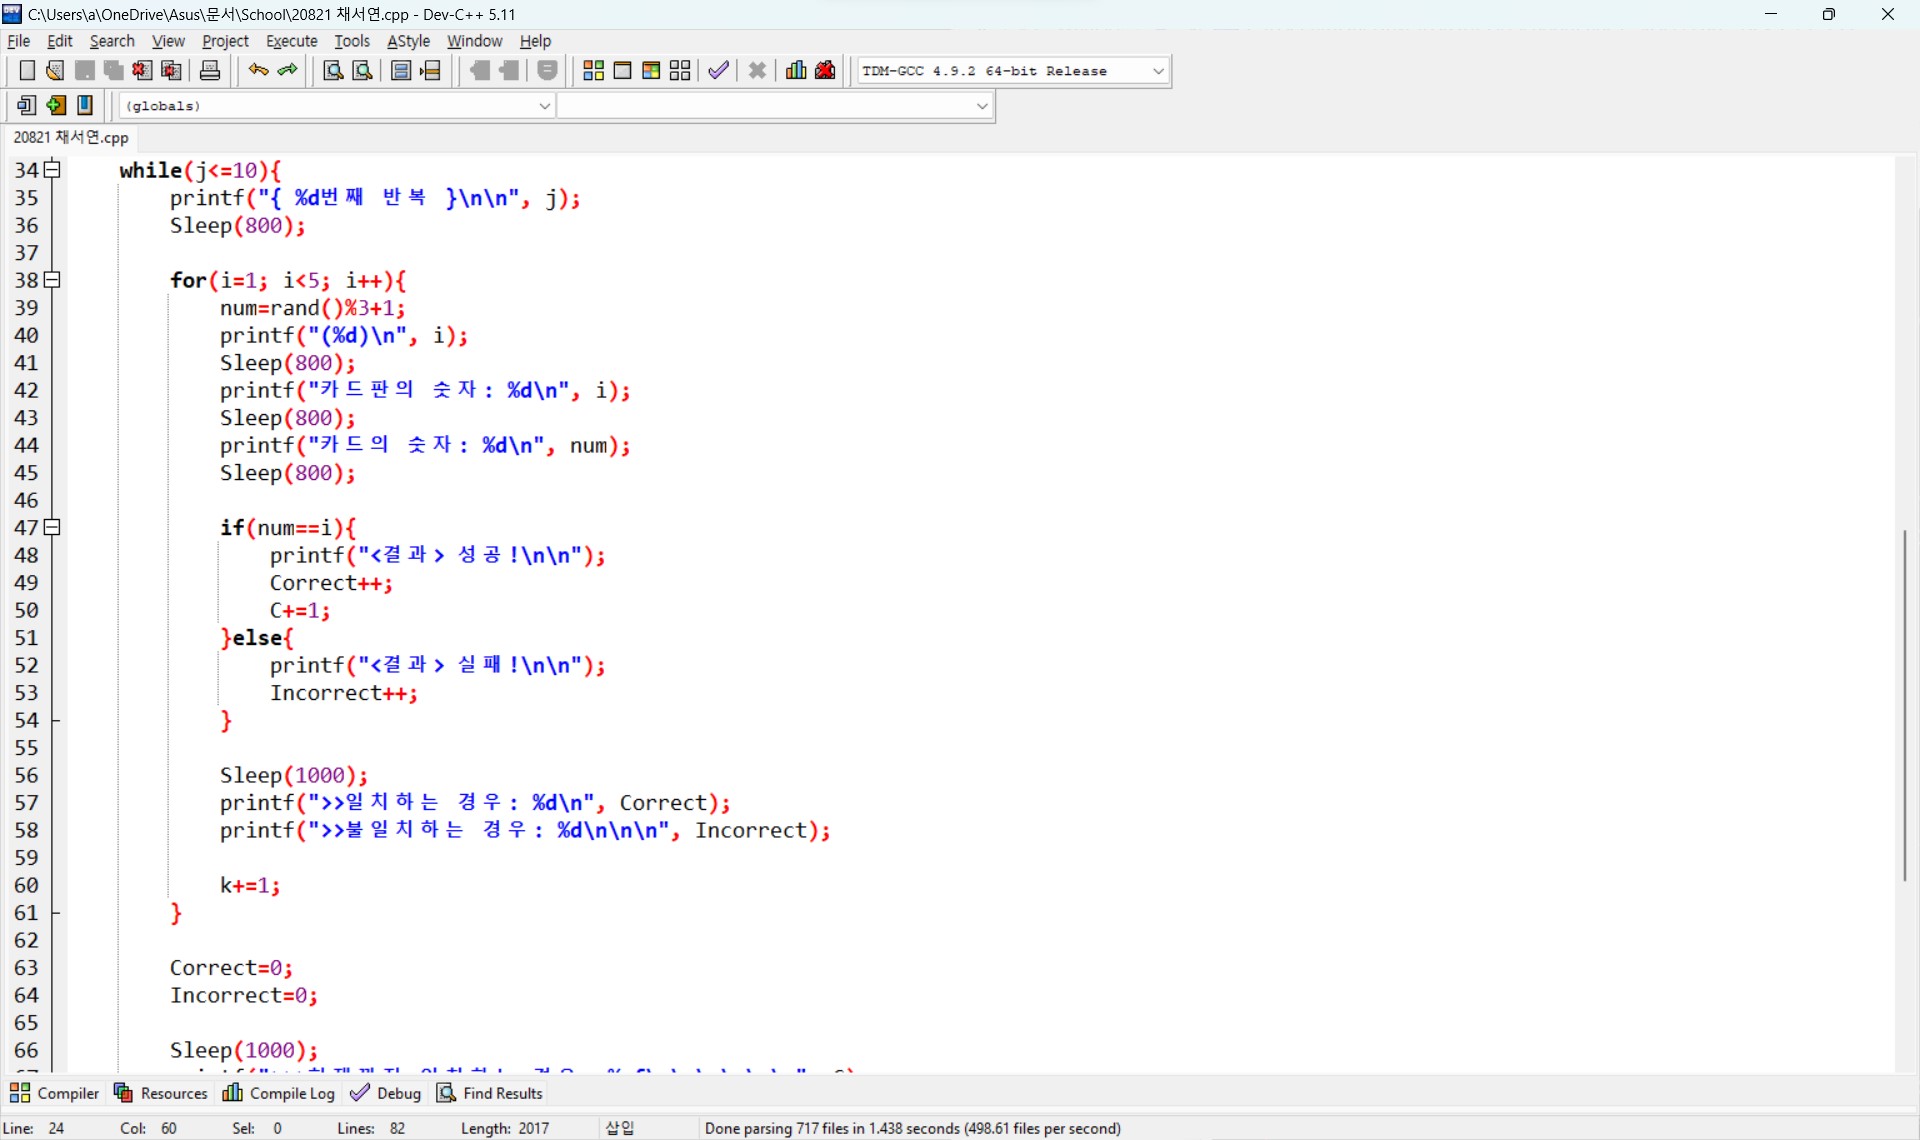 C:\Users\a\OneDrive\Asus\문서\School\20821 채서연.cpp - Dev-C++ 5.11
File Edit Search View Project Execute Tools AStyle Window Help
TDM-GCC 4.9.2 64-bit Release
(globals)
20821 채서연.cpp
34 while(j<=10){
35 printf("{ %d번째 반복 }\n\n", j);
36 Sleep(800);
37
38 for(i=1; i<5; i++){
39 num=rand()%3+1;
40 printf("(%d)\n", i);
41 Sleep(800);
42 printf("카드판의 숫자: %d\n", i);
43 Sleep(800);
44 printf("카드의 숫자: %d\n", num);
45 Sleep(800);
46
47 if(num==i){
48 printf("<결과> 성공!\n\n");
49 Correct++;
50 C+=1;
51 }else{
52 printf("<결과> 실패!\n\n");
53 Incorrect++;
54 }
55
56 Sleep(1000);
57 printf(">>일치하는 경우: %d\n", Correct);
58 printf(">>불일치하는 경우: %d\n\n\n", Incorrect);
59
60 k+=1;
61 }
62
63 Correct=0;
64 Incorrect=0;
65
66 Sleep(1000);
Compiler Resources Compile Log Debug Find Results
Line: 24 Col: 60 Sel: 0 Lines: 82 Length: 2017 삽입 Done parsing 717 files in 1.438 seconds (498.61 files per second)